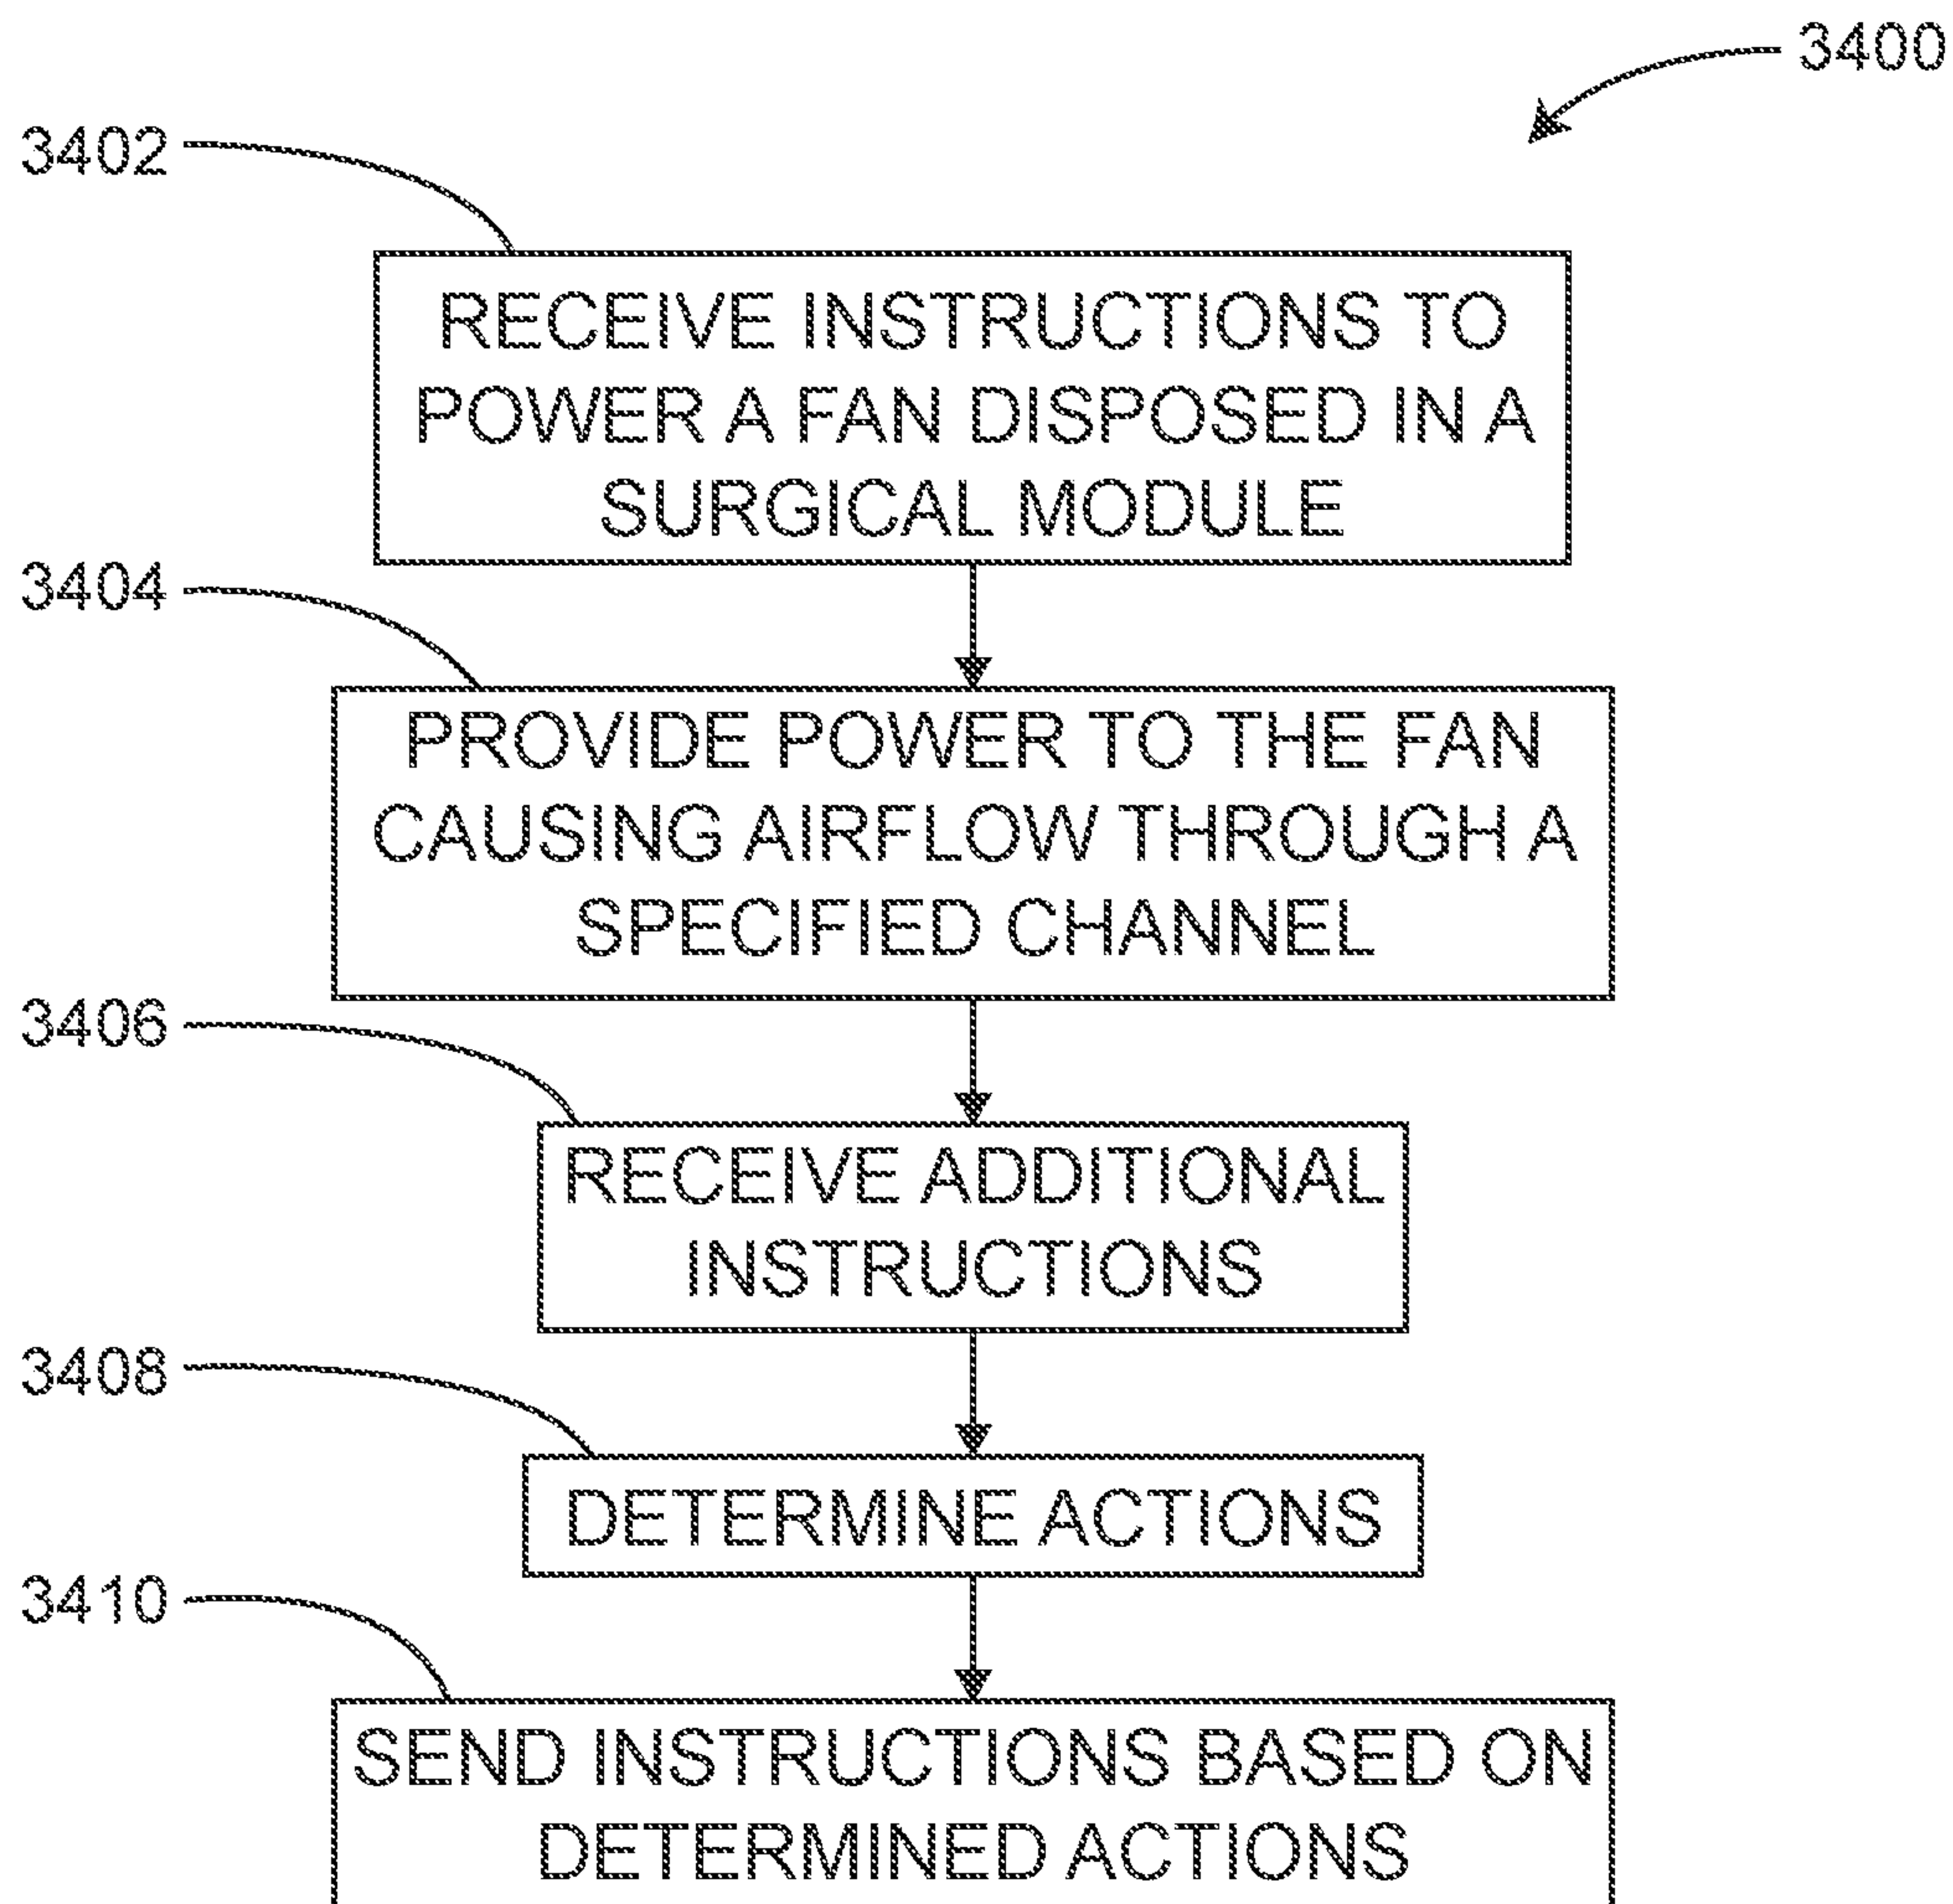 3400
3402
RECEIVE INSTRUCTIONS TO
POWER A FAN DISPOSED IN A
SURGICAL MODULE
3404
PROVIDE POWER TO THE FAN
CAUSING AIRFLOW THROUGH A
SPECIFIED CHANNEL
3406
RECEIVE ADDITIONAL
INSTRUCTIONS
3408
DETERMINE ACTIONS
3410
SEND INSTRUCTIONS BASED ON
DETERMINED ACTIONS